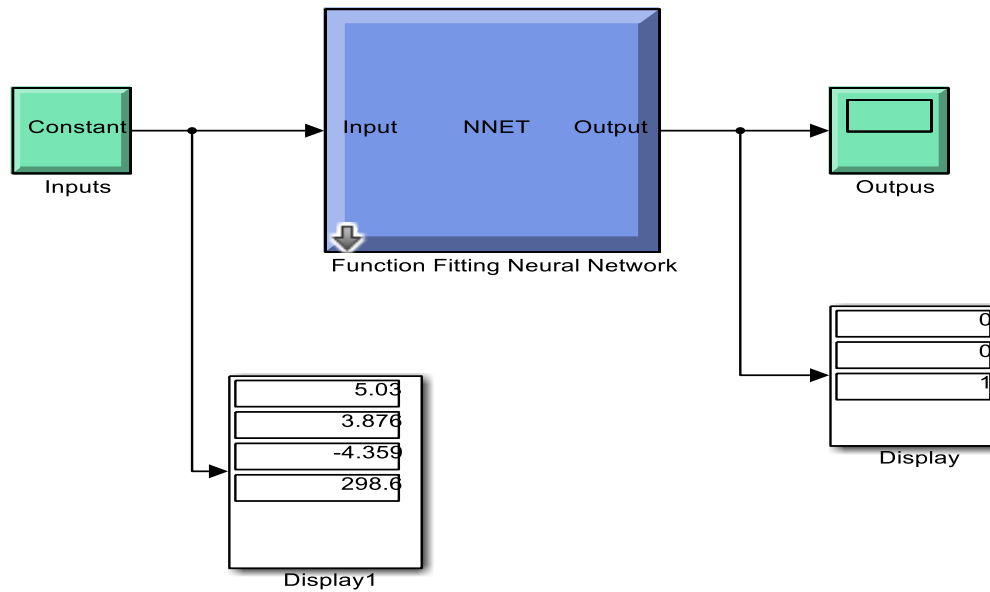 Constant
Inputs
Input NNET Output
Function Fitting Neural Network
Outpus
0
0
1
Display
5.03
3.876
-4.359
298.6
Display1